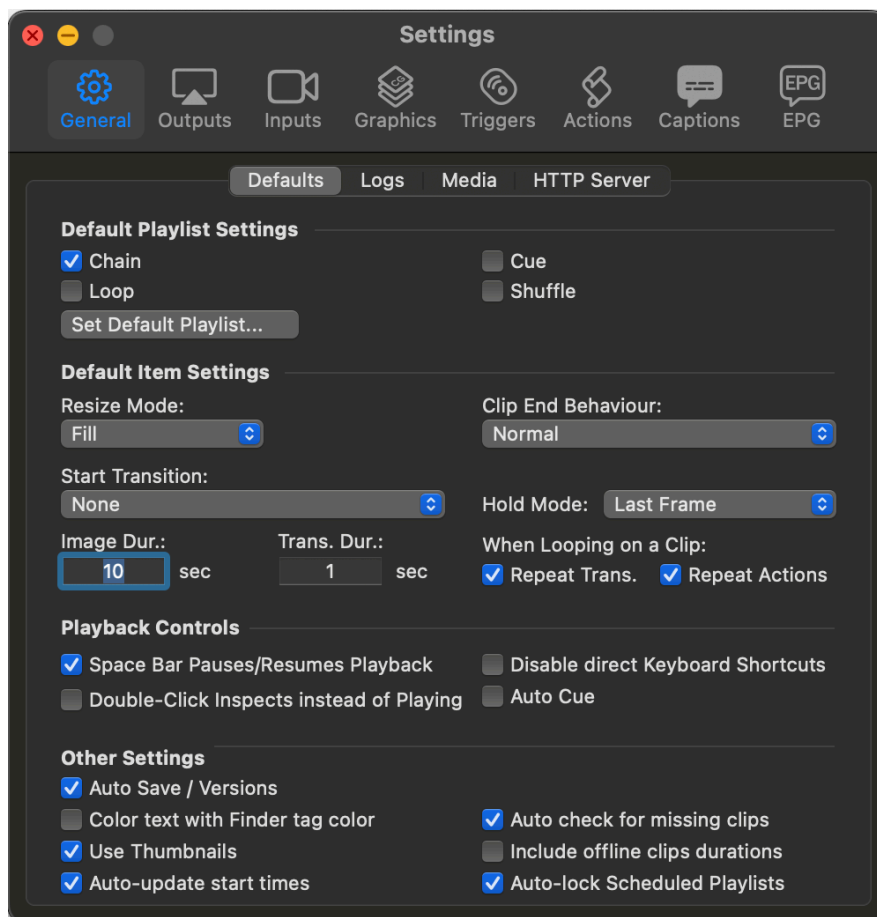 Settings
General Outputs Inputs Graphics Triggers Actions Captions EPG
CG
EPG
Defaults Logs Media HTTP Server
Default Playlist Settings
Chain Cue
Loop Shuffle
Set Default Playlist...
Default Item Settings
Resize Mode: Clip End Behaviour:
Fill Normal
Start Transition:
None Hold Mode: Last Frame
Image Dur.: Trans. Dur.: When Looping on a Clip:
10 sec 1 sec Repeat Trans. Repeat Actions
Playback Controls
Space Bar Pauses/Resumes Playback Disable direct Keyboard Shortcuts
Double-Click Inspects instead of Playing Auto Cue
Other Settings
Auto Save / Versions
Color text with Finder tag color Auto check for missing clips
Use Thumbnails Include offline clips durations
Auto-update start times Auto-lock Scheduled Playlists